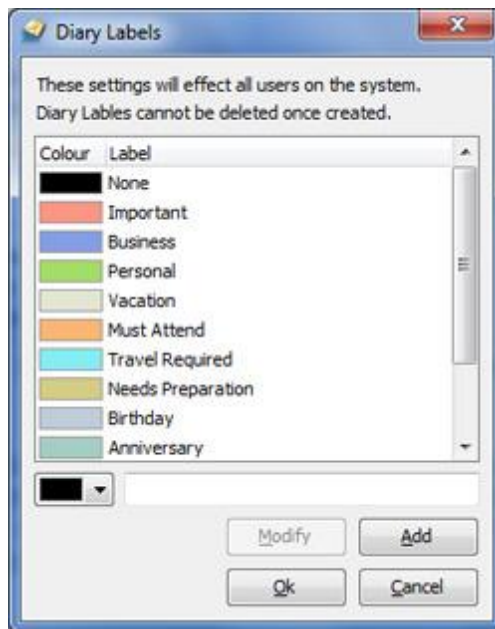 Diary Labels
These settings will effect all users on the system.
Diary Lables cannot be deleted once created.
Colour Label
None
Important
Business
Personal
Vacation
Must Attend
Travel Required
Needs Preparation
Birthday
Anniversary
Modify Add
Ok Cancel